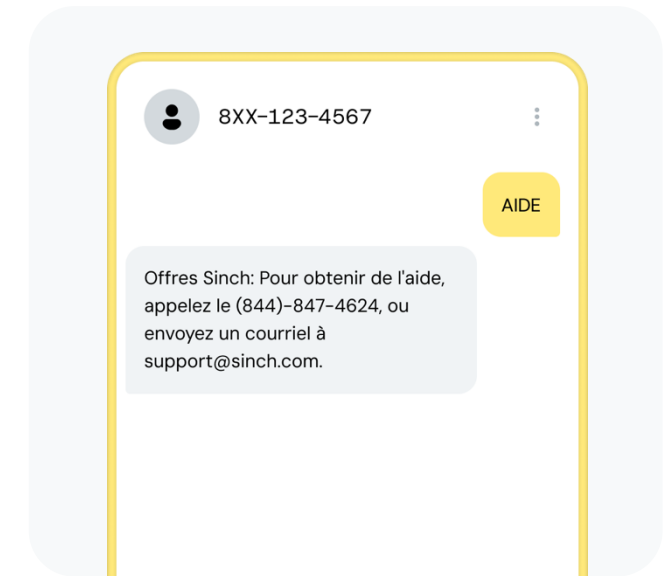 8XX-123-4567
AIDE
Offres Sinch: Pour obtenir de l'aide,
appelez le (844)-847-4624, ou
envoyez un courriel à
support@sinch.com.